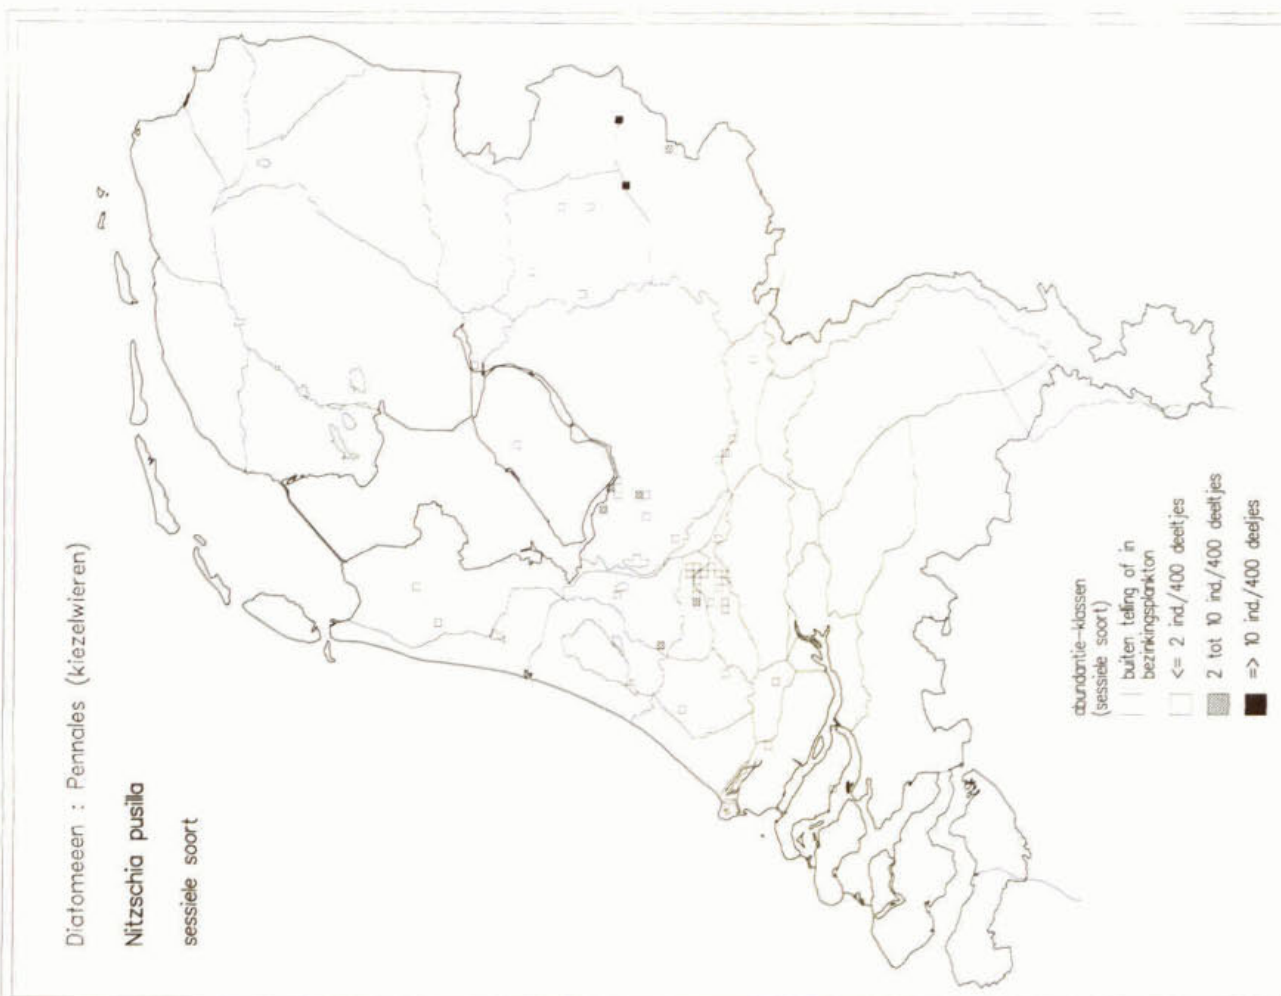 Diatomeeen : Pennales (kiezelwieren)
Nitzschia pusilla
sessiele soort
abundantie-klassen
(sessiele soort)
buiten telling of in
bezinkingsplankton
<= 2 ind./400 deeltjes
2 tot 10 ind./400 deeltjes
=> 10 ind./400 deeljes